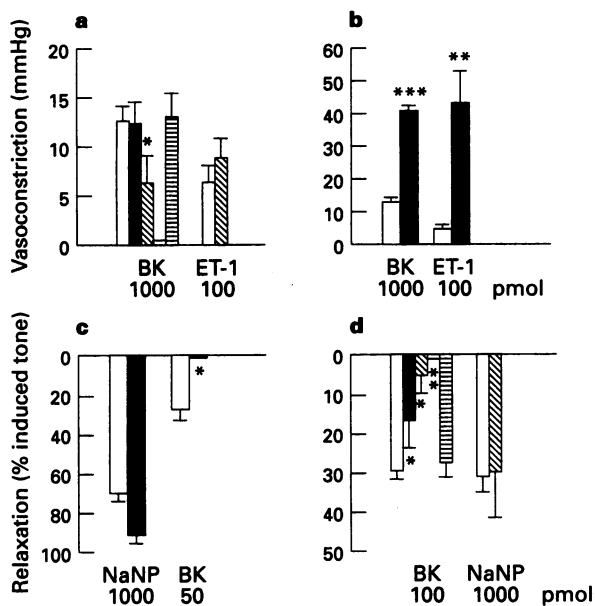 a
b
Vasoconstriction (mmHg)
20
15
10
5
0
*
BK
1000
ET-1
100
60
50
40
30
20
10
0
***
**
BK
1000
ET-1
100
pmol
c
d
Relaxation (% induced tone)
0
20
40
60
80
100
*
NaNP
1000
BK
50
0
10
20
30
40
50
*
*
*
*
BK
100
NaNP
1000
pmol